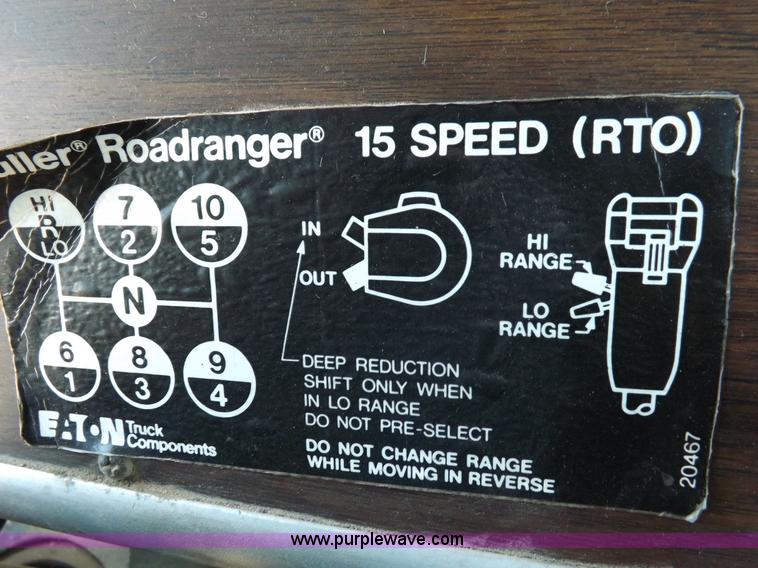 uller® Roadranger® 15 SPEED (RTO)
HI
R
LO
7
2
10
5
N
6
1
8
3
9
4
IN
OUT
HI
RANGE
LO
RANGE
DEEP REDUCTION
SHIFT ONLY WHEN
IN LO RANGE
DO NOT PRE-SELECT
DO NOT CHANGE RANGE
WHILE MOVING IN REVERSE
EATON Truck
Components
20467
www.purplewave.com